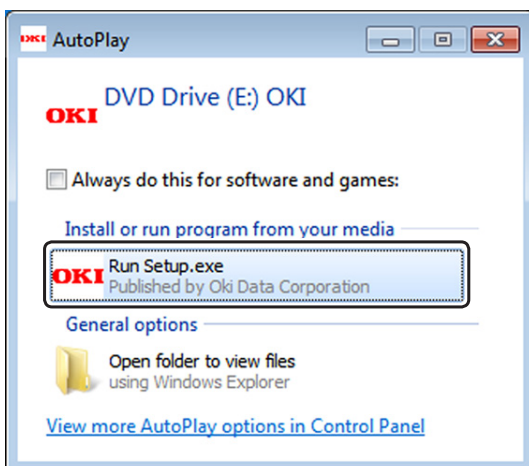 OKI AutoPlay
DVD Drive (E:) OKI
OKI
Always do this for software and games:
Install or run program from your media
OKI Run Setup.exe
Published by Oki Data Corporation
General options
Open folder to view files
using Windows Explorer
View more AutoPlay options in Control Panel